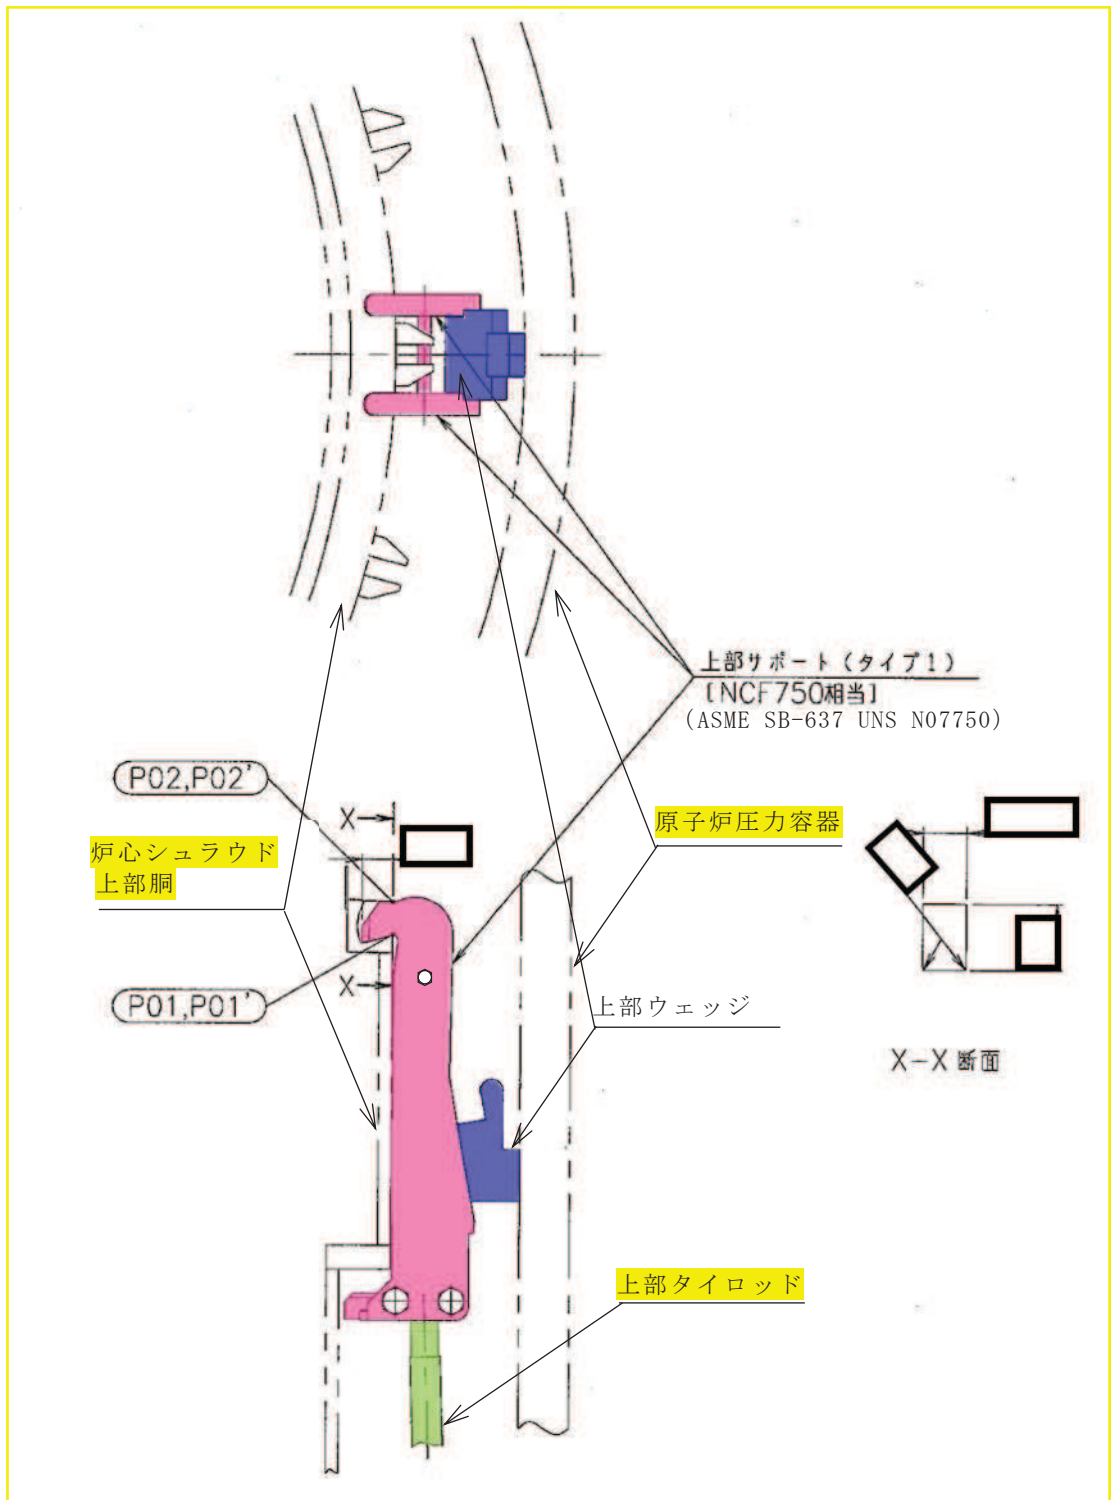 上部サポート(タイプ1)
[NCF750相当]
(ASME SB-637 UNS N07750)
P02,P02'
X
原子炉圧力容器
炉心シュラウド
上部胴
X
P01,P01'
上部ウェッジ
X-X 断面
上部タイロッド